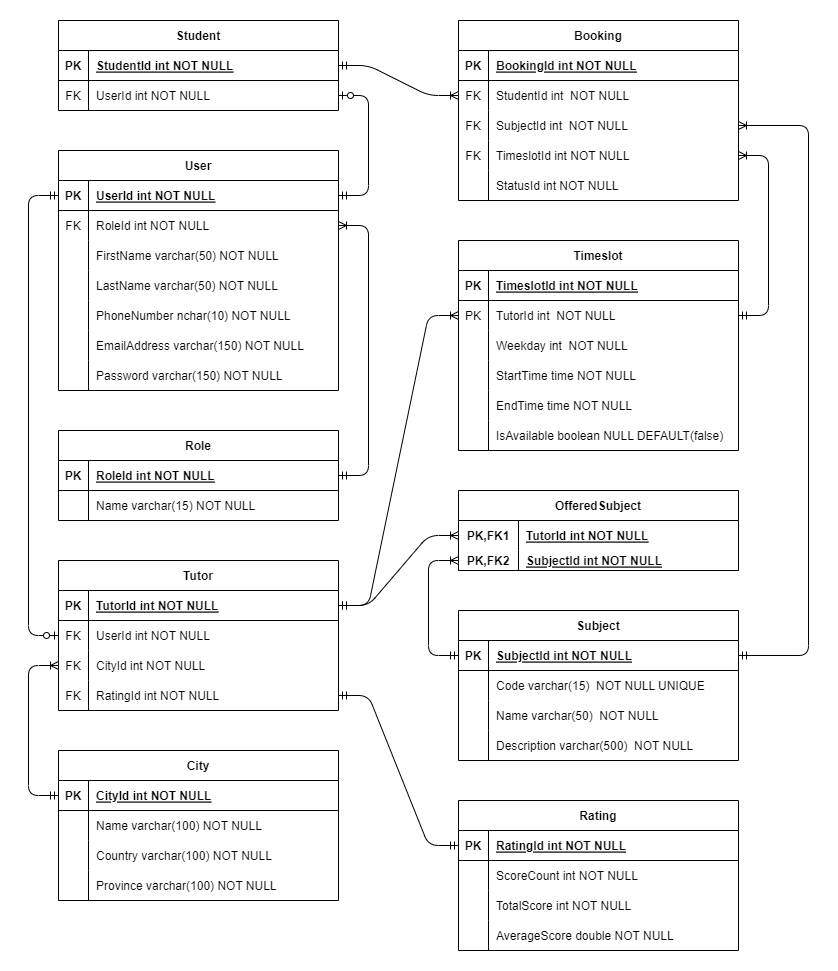 Student
PK StudentId int NOT NULL
FK UserId int NOT NULL
User
PK UserId int NOT NULL
FK RoleId int NOT NULL
FirstName varchar(50) NOT NULL
LastName varchar(50) NOT NULL
PhoneNumber nchar(10) NOT NULL
EmailAddress varchar(150) NOT NULL
Password varchar(150) NOT NULL
Role
PK RoleId int NOT NULL
Name varchar(15) NOT NULL
Tutor
PK TutorId int NOT NULL
FK UserId int NOT NULL
FK CityId int NOT NULL
FK RatingId int NOT NULL
City
PK CityId int NOT NULL
Name varchar(100) NOT NULL
Country varchar(100) NOT NULL
Province varchar(100) NOT NULL
Booking
PK BookingId int NOT NULL
FK StudentId int NOT NULL
FK SubjectId int NOT NULL
FK TimeslotId int NOT NULL
StatusId int NOT NULL
Timeslot
PK TimeslotId int NOT NULL
PK TutorId int NOT NULL
Weekday int NOT NULL
StartTime time NOT NULL
EndTime time NOT NULL
IsAvailable boolean NULL DEFAULT(false)
OfferedSubject
PK,FK1 TutorId int NOT NULL
PK,FK2 SubjectId int NOT NULL
Subject
PK SubjectId int NOT NULL
Code varchar(15) NOT NULL UNIQUE
Name varchar(50) NOT NULL
Description varchar(500) NOT NULL
Rating
PK RatingId int NOT NULL
ScoreCount int NOT NULL
TotalScore int NOT NULL
AverageScore double NOT NULL